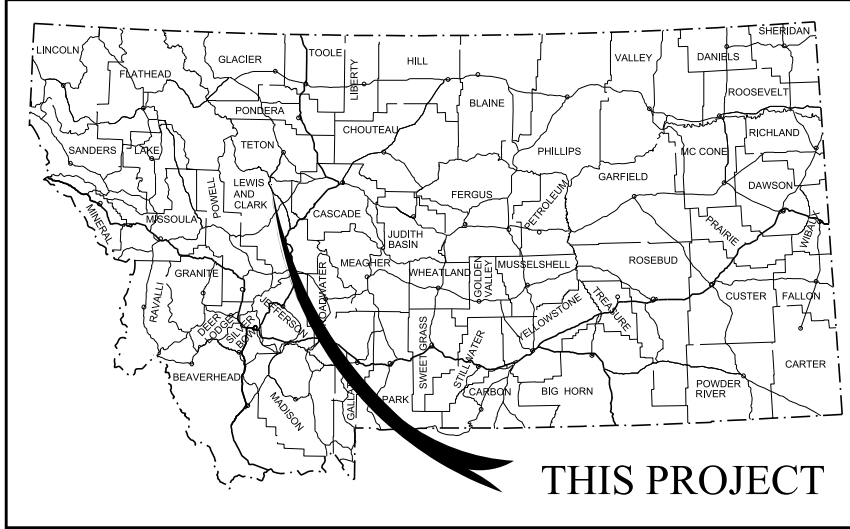 SHERIDAN
LINCOLN
GLACIER
TOOLE
LIBERTY
HILL
VALLEY
DANIELS
FLATHEAD
ROOSEVELT
BLAINE
PONDERA
CHOUTEAU
RICHLAND
TETON
SANDERS
LAKE
PHILLIPS
MC CONE
GARFIELD
LEWIS
AND
CLARK
POWELL
DAWSON
FERGUS
PETROLEUM
CASCADE
MINERAL
MISSOULA
JUDITH
BASIN
PRAIRIE
WIBAUX
MEAGHER
WHEATLAND
GOLDEN
VALLEY
MUSSELSHELL
ROSEBUD
GRANITE
RAVALLI
JEFFERSON
TREASURE
CUSTER
FALLON
DEER
LODGE
SILVER
BOW
YELLOWSTONE
SWEET GRASS
STILLWATER
BEAVERHEAD
MADISON
PARK
CARBON
BIG HORN
POWDER
RIVER
CARTER
THIS PROJECT